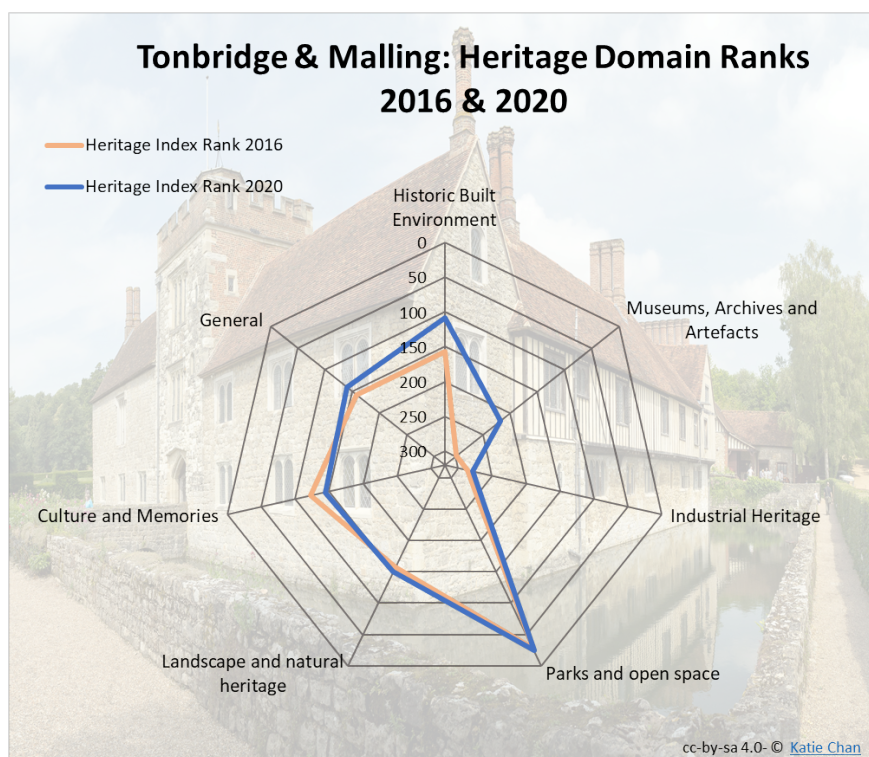 Tonbridge & Malling: Heritage Domain Ranks
2016 & 2020
Heritage Index Rank 2016
Heritage Index Rank 2020
Historic Built
Environment
0
50
100
150
200
250
300
Museums, Archives and
Artefacts
General
Culture and Memories
Industrial Heritage
Landscape and natural
heritage
Parks and open space
cc-by-sa 4.0- © Katie Chan